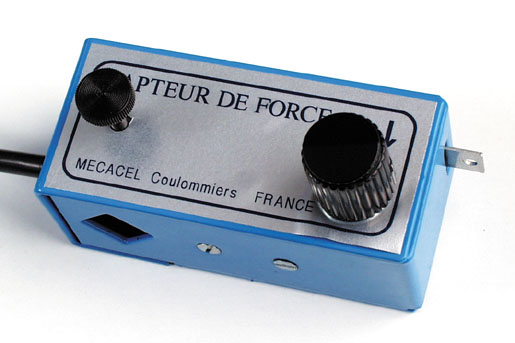 APTEUR DE FORCE
MECACEL Coulommiers FRANCE